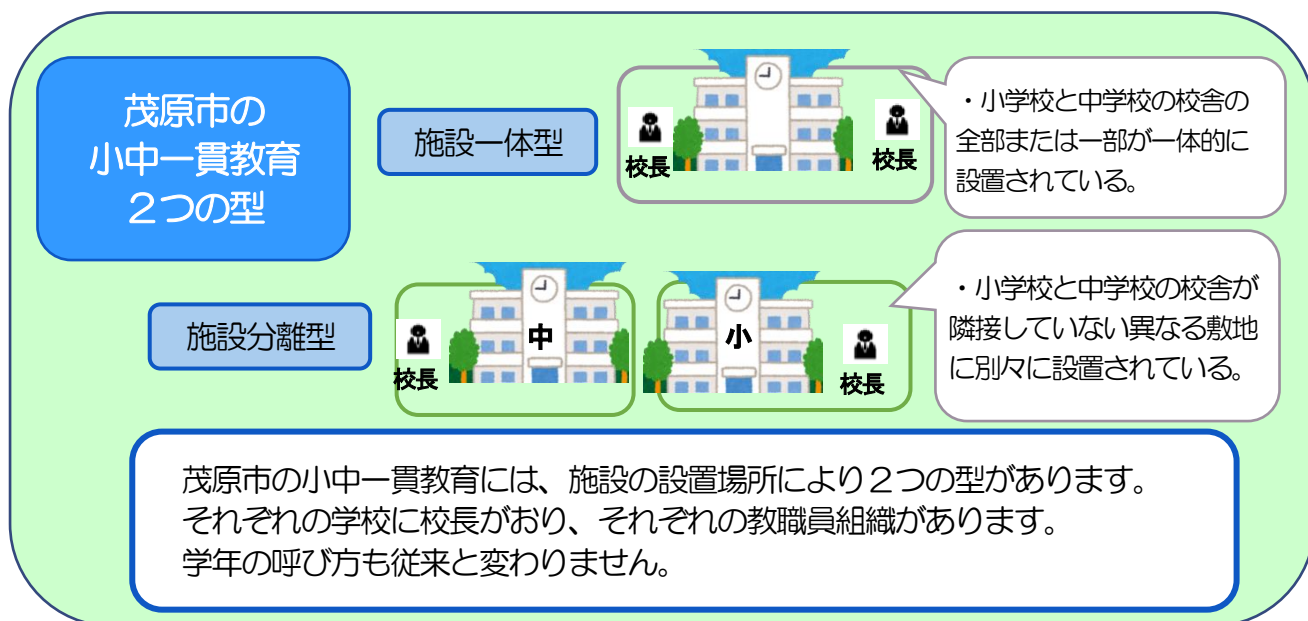 茂原市の
小中一貫教育
２つの型
施設一体型
校長
校長
・小学校と中学校の校舎の
全部または一部が一体的に
設置されている。
施設分離型
校長
中
小
校長
・小学校と中学校の校舎が
隣接していない異なる敷地
に別々に設置されている。
茂原市の小中一貫教育には、施設の設置場所により２つの型があります。
それぞれの学校に校長がおり、それぞれの教職員組織があります。
学年の呼び方も従来と変わりません。